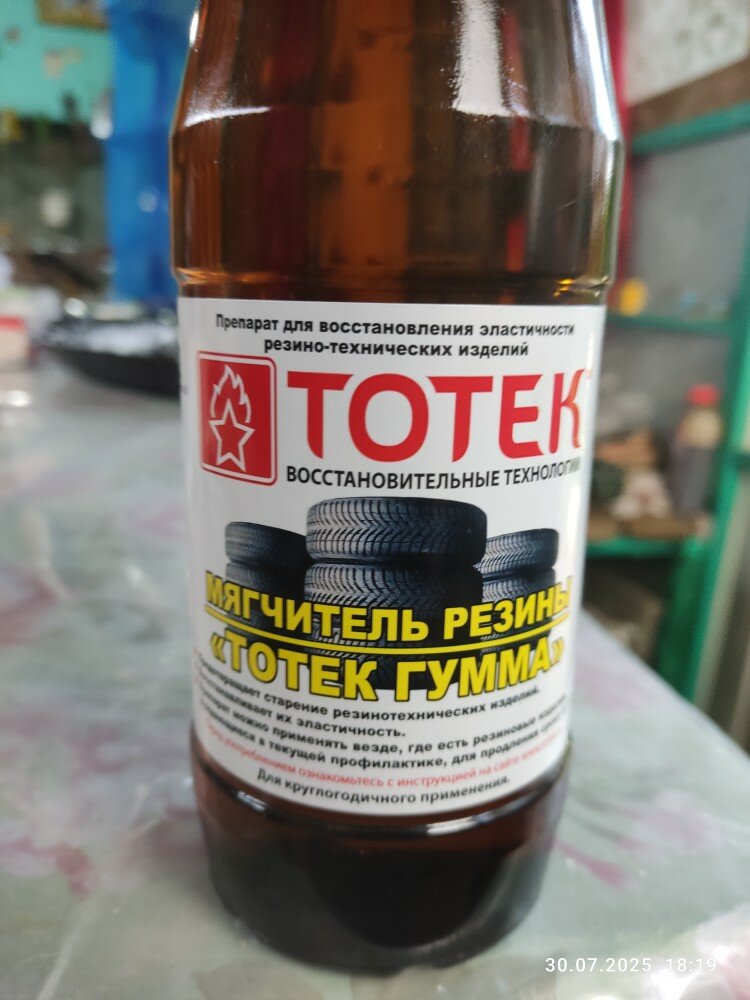 Препарат для восстановления эластичности
резино-технических изделий
ТОТЕК
ВОССТАНОВИТЕЛЬНЫЕ ТЕХНОЛОГИИ
МЯГЧИТЕЛЬ РЕЗИНЫ
«ТОТЕК ГУММА»
старение резинотехнических изделий.
их эластичность.
можно применять везде, где есть резиновые
в текущей профилактике, для продления
ознакомьтесь с инструкцией на сайте
Для круглогодичного применения.
30.07.2025 18:19